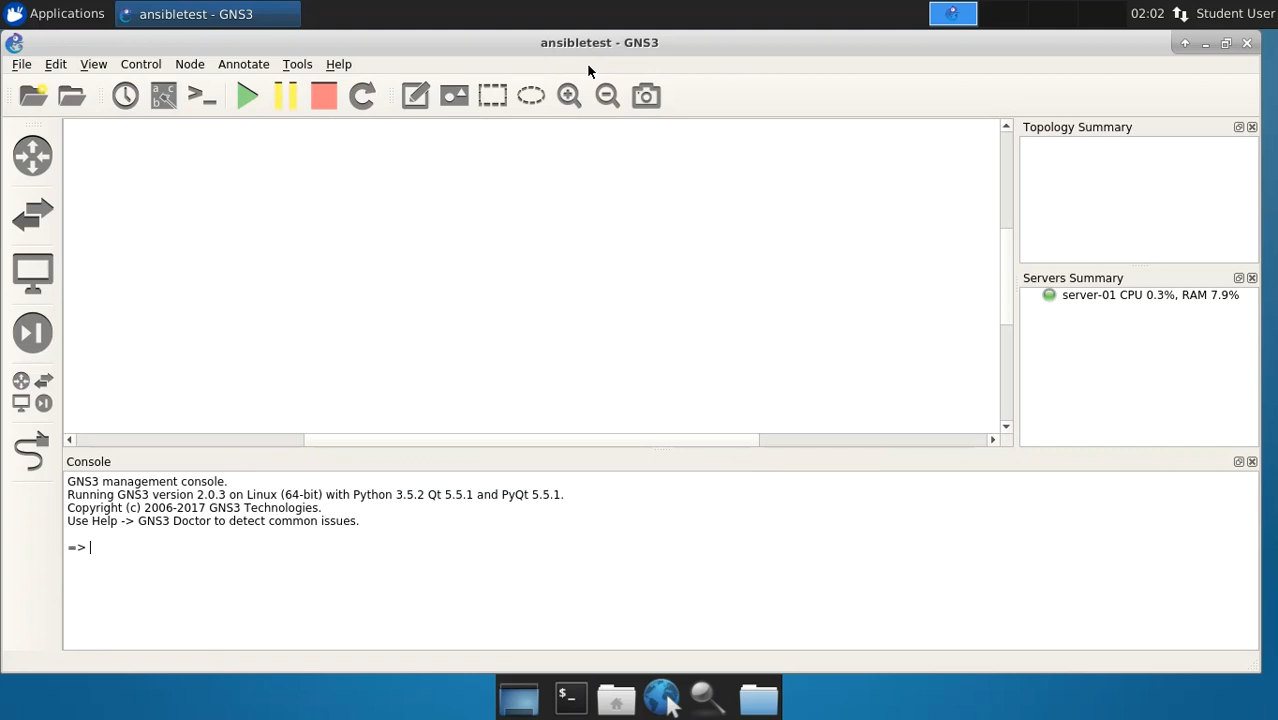 Applications
ansibletest - GNS3
02:02
Student User
ansibletest - GNS3
File Edit View Control Node Annotate Tools Help
Topology Summary
Servers Summary
server-01 CPU 0.3%, RAM 7.9%
Console
GNS3 management console.
Running GNS3 version 2.0.3 on Linux (64-bit) with Python 3.5.2 Qt 5.5.1 and PyQt 5.5.1.
Copyright (c) 2006-2017 GNS3 Technologies.
Use Help -> GNS3 Doctor to detect common issues.
=>